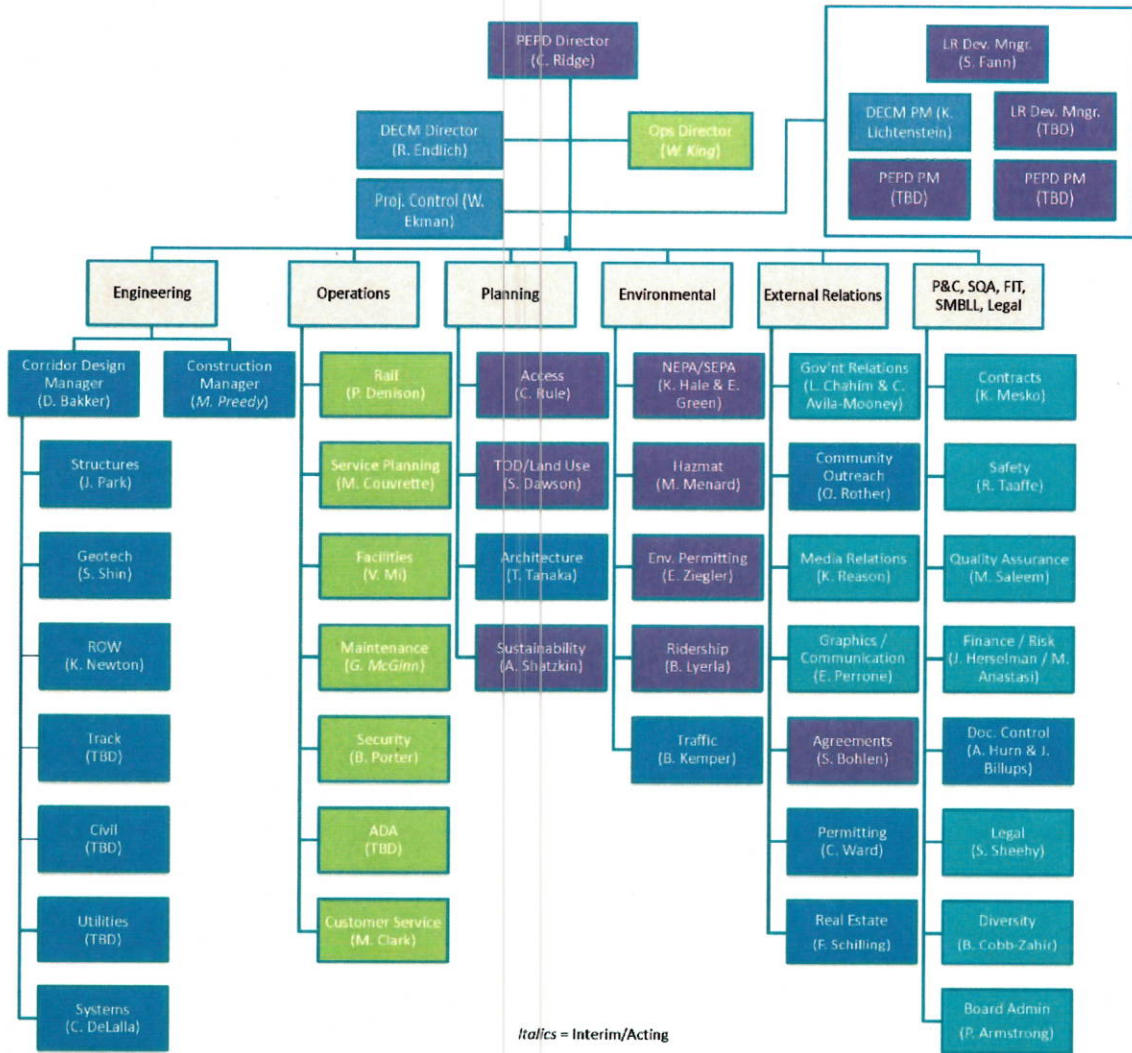 PEPD Director
(C. Ridge)
LR Dev. Mngr.
(S. Fann)
DECM PM (K.
Lichtenstein)
LR Dev. Mngr.
(TBD)
PEPD PM
(TBD)
PEPD PM
(TBD)
DECM Director
(R. Endlich)
Ops Director
(W. King)
Proj. Control (W.
Ekman)
Engineering
Operations
Planning
Environmental
External Relations
P&C, SQA, FIT,
SMBLL, Legal
Corridor Design
Manager
(D. Bakker)
Construction
Manager
(M. Preedy)
Structures
(J. Park)
Geotech
(S. Shin)
ROW
(K. Newton)
Track
(TBD)
Civil
(TBD)
Utilities
(TBD)
Systems
(C. DeLalla)
Rail
(P. Denison)
Service Planning
(M. Couvrette)
Facilities
(V. Mi)
Maintenance
(G. McGinn)
Security
(B. Porter)
ADA
(TBD)
Customer Service
(M. Clark)
Access
(C. Rule)
TOD/Land Use
(S. Dawson)
Architecture
(T. Tanaka)
Sustainability
(A. Shatzkin)
NEPA/SEPA
(K. Hale & E.
Green)
Hazmat
(M. Menard)
Env. Permitting
(E. Ziegler)
Ridership
(B. Lyerla)
Traffic
(B. Kemper)
Gov'nt Relations
(L. Chahim & C.
Avila-Mooney)
Community
Outreach
(O. Rother)
Media Relations
(K. Reason)
Graphics /
Communication
(E. Perrone)
Agreements
(S. Bohlen)
Permitting
(C. Ward)
Real Estate
(F. Schilling)
Contracts
(K. Mesko)
Safety
(R. Taaffe)
Quality Assurance
(M. Saleem)
Finance / Risk
(J. Herselman / M.
Anastasi)
Doc. Control
(A. Hurn & J.
Billups)
Legal
(S. Sheehy)
Diversity
(B. Cobb-Zahir)
Board Admin
(P. Armstrong)
Italics = Interim/Acting